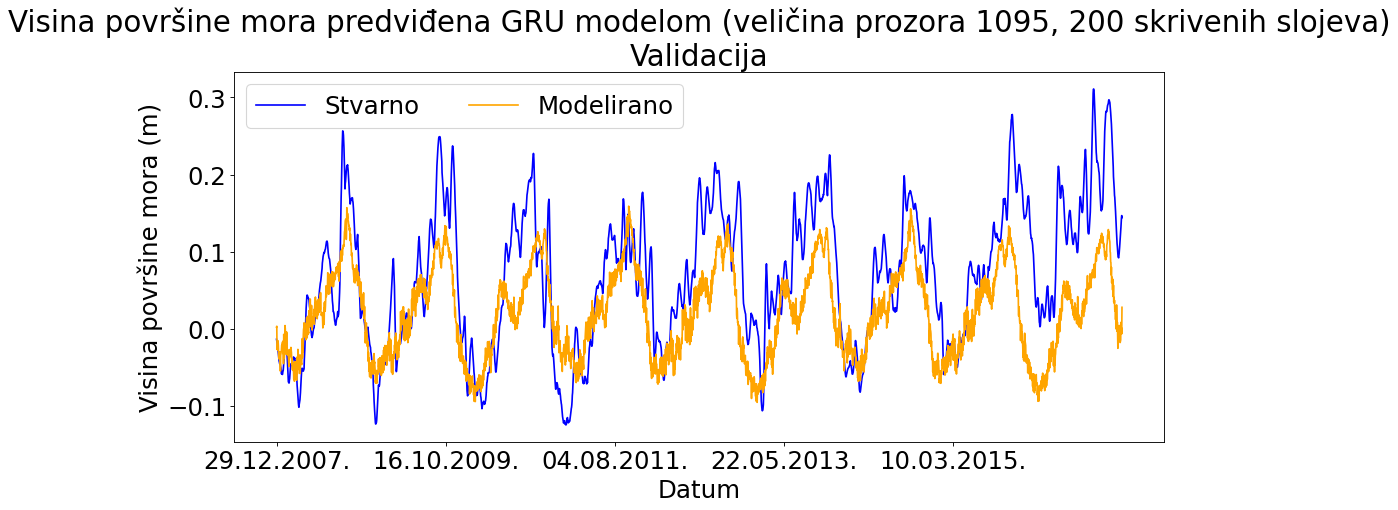 Visina površine mora predviđena GRU modelom (veličina prozora 1095, 200 skrivenih slojeva)
Validacija
Stvarno
Modelirano
Visina površine mora (m)
0.3
0.2
0.1
0.0
−0.1
29.12.2007.
16.10.2009.
04.08.2011.
22.05.2013.
10.03.2015.
Datum